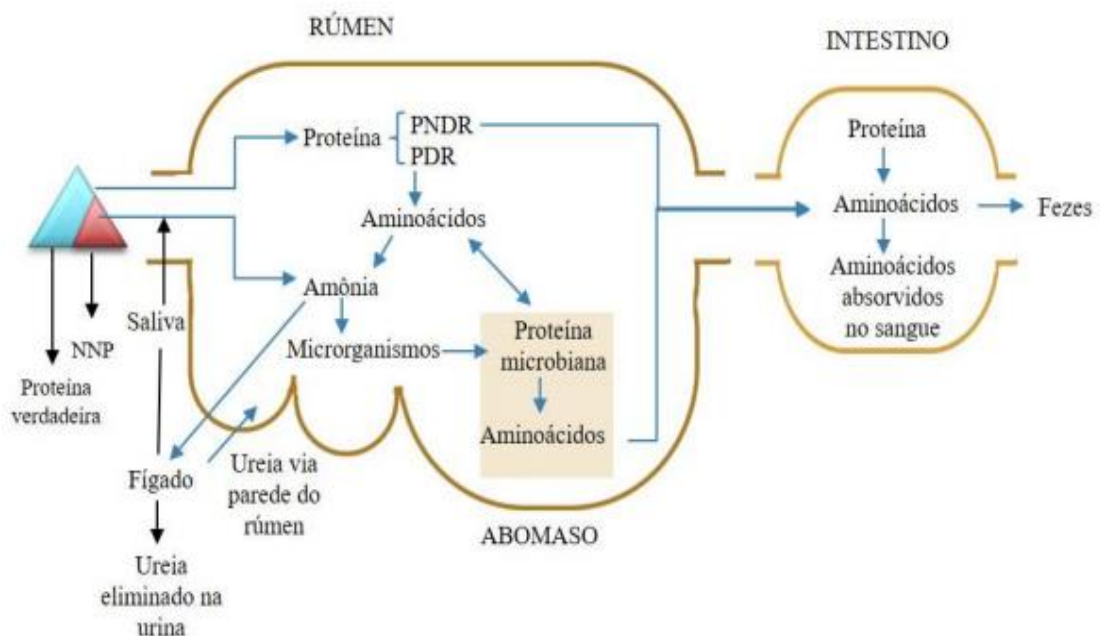 RÚMEN
INTESTINO
Proteína
PNDR
PDR
Aminoácidos
Amônia
Microrganismos
Proteína
microbiana
Aminoácidos
Saliva
NNP
Proteína
verdadeira
Fígado
Ureia via
parede do
rúmen
Ureia
eliminado na
urina
ABOMASO
Proteína
Aminoácidos
Fezes
Aminoácidos
absorvidos
no sangue